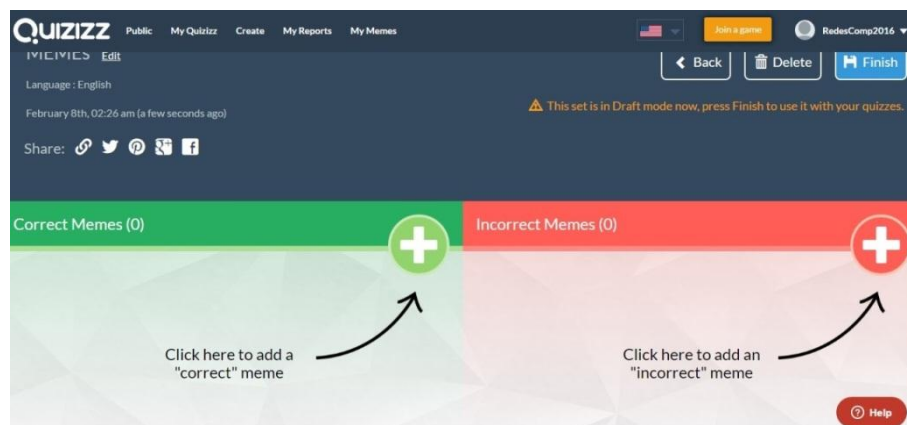 QUIZIZZ Public My Quizizz Create My Reports My Memes Join a game RedesComp2016
MEMES Edit Back Delete Finish
Language : English
February 8th, 02:26 am (a few seconds ago) This set is in Draft mode now, press Finish to use it with your quizzes.
Share:
Correct Memes (0) Incorrect Memes (0)
Click here to add a
"correct" meme
Click here to add an
"incorrect" meme
Help